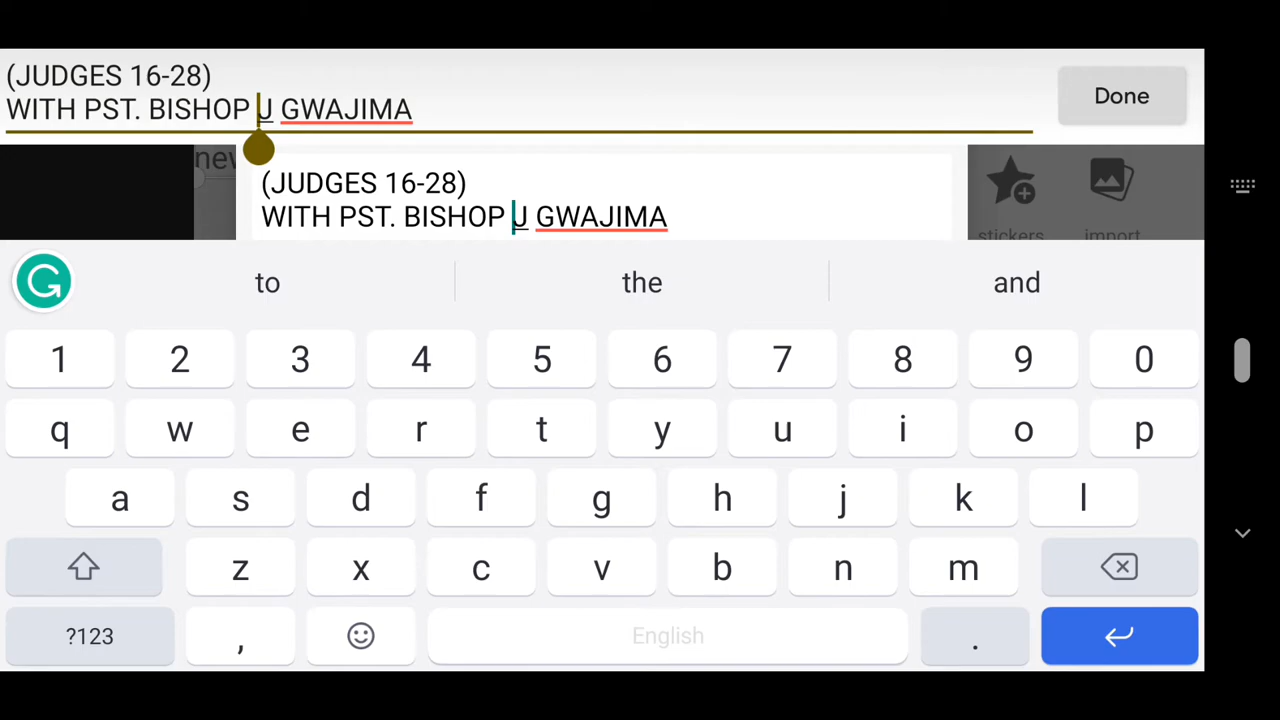 (JUDGES 16-28)
WITH PST. BISHOP U GWAJIMA
Done
new
(JUDGES 16-28)
WITH PST. BISHOP U GWAJIMA
stickers import
to the and
1 2 3 4 5 6 7 8 9 0
q w e r t y u i o p
a s d f g h j k l
z x c v b n m
?123 , English .